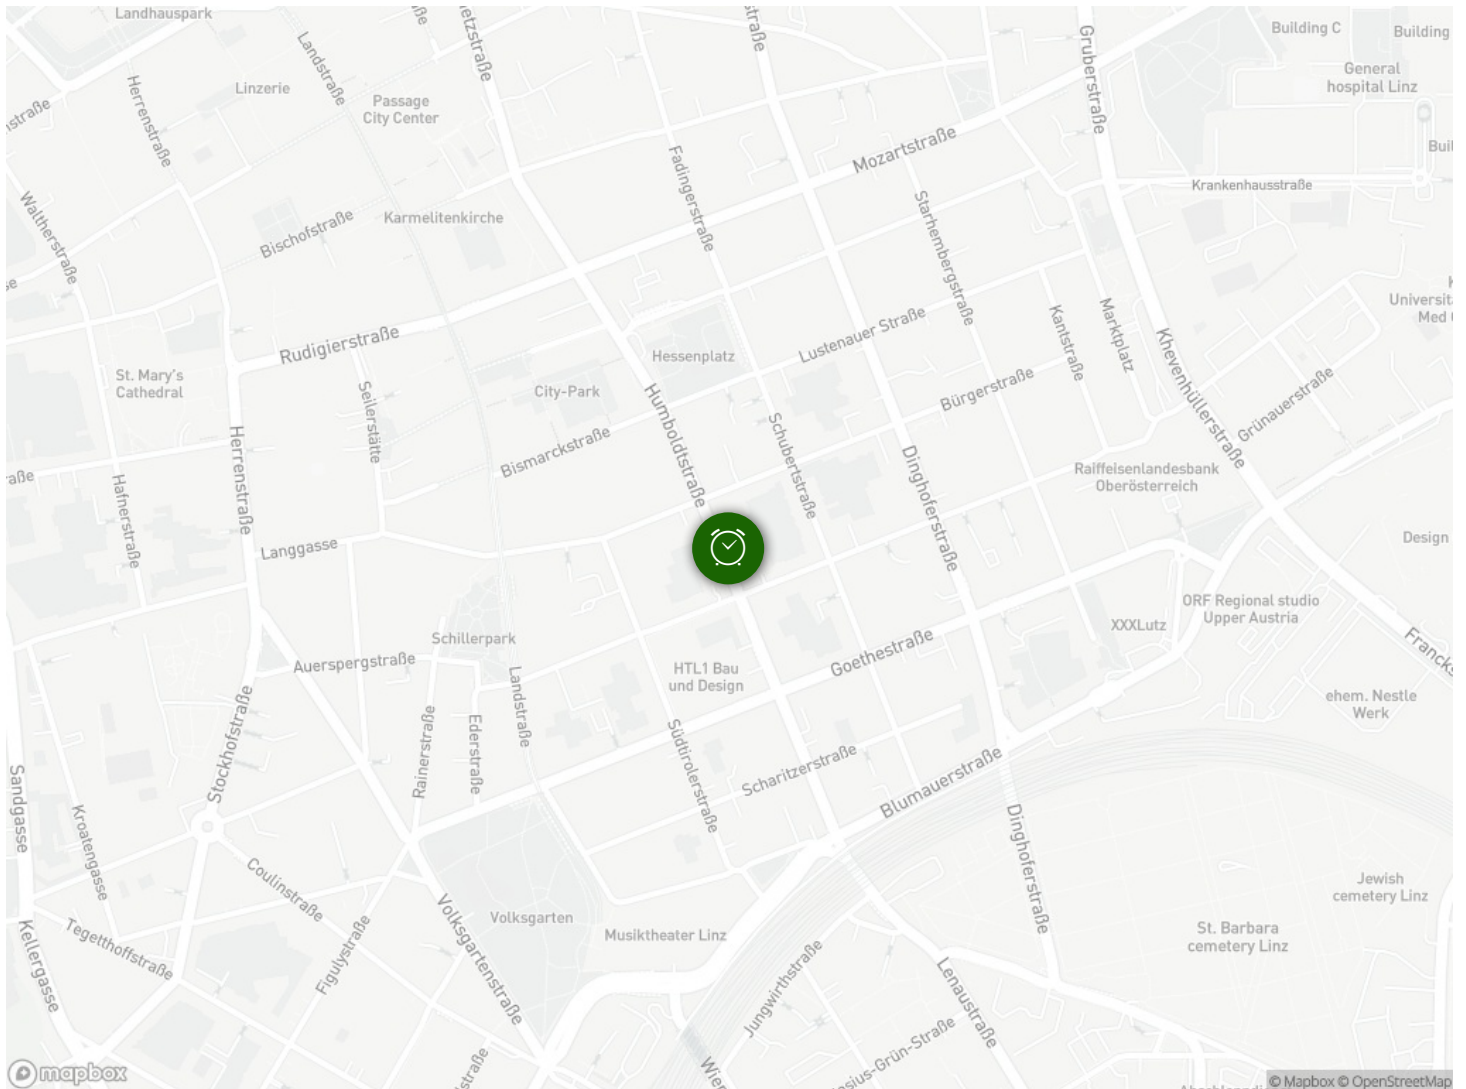 Landhauspark
Building C
Building
General
hospital Linz
Landstraße
Linzerie
Passage
City Center
Herrenstraße
Gruberstraße
Mozartstraße
Fadingerstraße
Krankenhausstraße
Waltherstraße
Bischofstraße
Karmelitenkirche
Starhembergstraße
Rudigierstraße
Hessenplatz
Lustenauer Straße
Kantstraße
Marktplatz
Khevenhüllerstraße
St. Mary's
Cathedral
Seilerstätte
City-Park
Humboldtstraße
Bürgerstraße
Grünauerstraße
Herrenstraße
Bismarckstraße
Schubertstraße
Dinghoferstraße
Raiffeisenlandesbank
Oberösterreich
Hafnerstraße
Langgasse
Design
ORF Regional studio
Upper Austria
XXXLutz
Schillerpark
Auerspergstraße
Goethestraße
HTL1 Bau
und Design
Landstraße
Stockhofstraße
Rainerstraße
Ederstraße
Südtirolerstraße
Scharitzerstraße
Blumauerstraße
ehem. Nestle
Werk
Sandgasse
Kroatengasse
Dinghoferstraße
Coulinstraße
Jewish
cemetery Linz
Volksgarten
Musiktheater Linz
St. Barbara
cemetery Linz
Tegetthoffstraße
Kellergasse
Figulystraße
Volksgartenstraße
Jungwirthstraße
Lenaustraße
mapbox
© Mapbox © OpenStreetMap